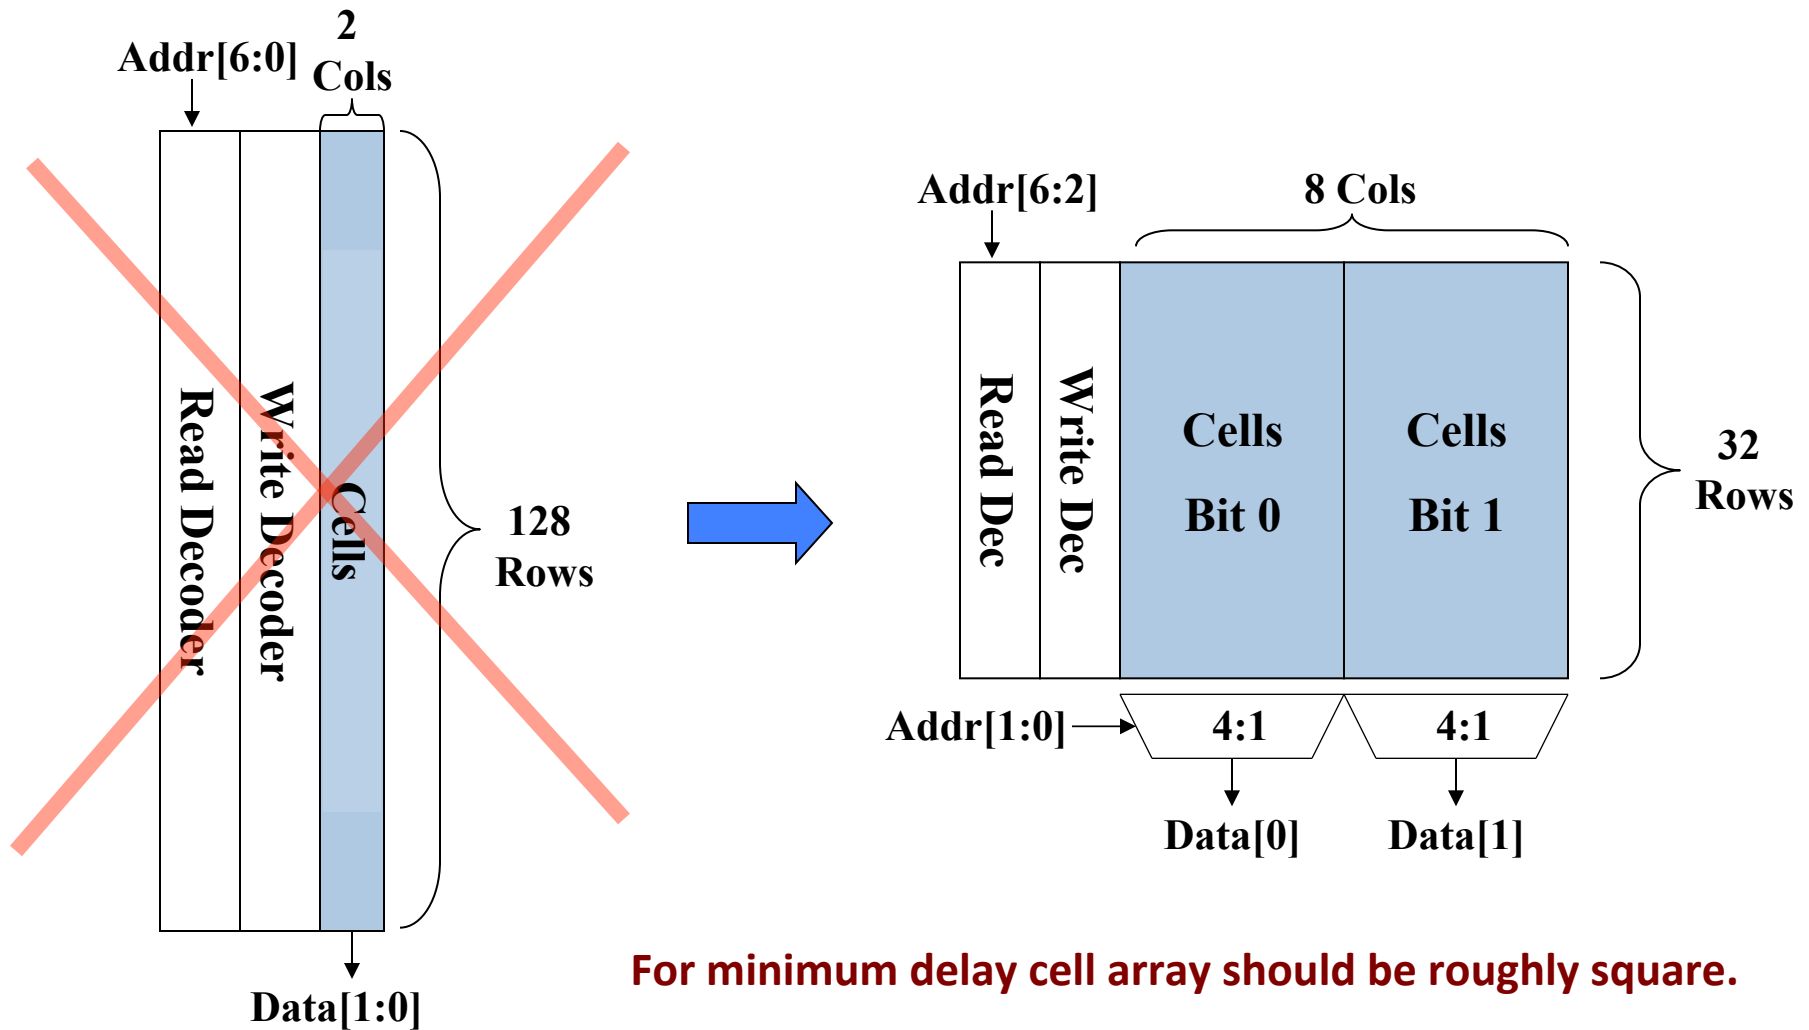 2
Cols
Addr[6:0]
Read Decoder
Write Decoder
Cells
128
Rows
Data[1:0]
Addr[6:2]
8 Cols
Read Dec
Write Dec
Cells
Bit 0
Cells
Bit 1
32
Rows
Addr[1:0]
4:1
4:1
Data[0]
Data[1]
For minimum delay cell array should be roughly square.